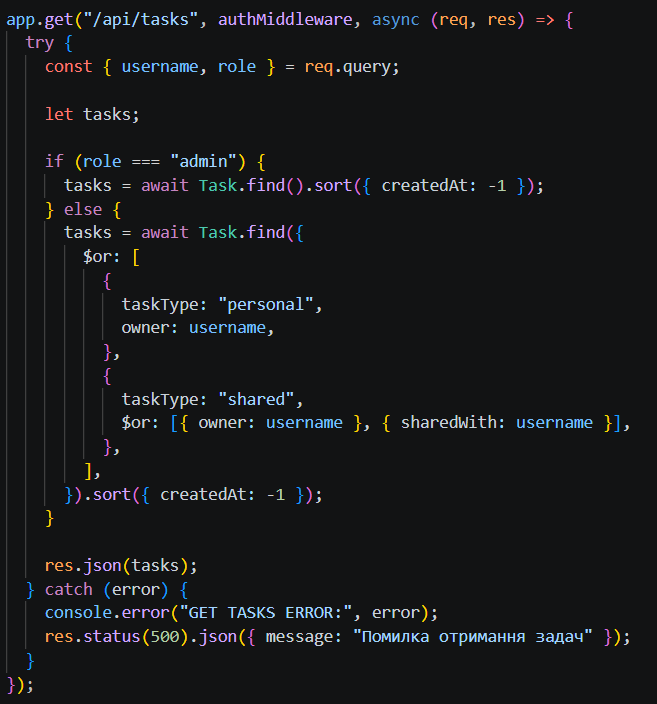 app.get("/api/tasks", authMiddleware, async (req, res) => {
  try {
    const { username, role } = req.query;

    let tasks;

    if (role === "admin") {
      tasks = await Task.find().sort({ createdAt: -1 });
    } else {
      tasks = await Task.find({
        $or: [
          {
            taskType: "personal",
            owner: username,
          },
          {
            taskType: "shared",
            $or: [{ owner: username }, { sharedWith: username }],
          },
        ],
      }).sort({ createdAt: -1 });
    }

    res.json(tasks);
  } catch (error) {
    console.error("GET TASKS ERROR:", error);
    res.status(500).json({ message: "Помилка отримання задач" });
  }
});